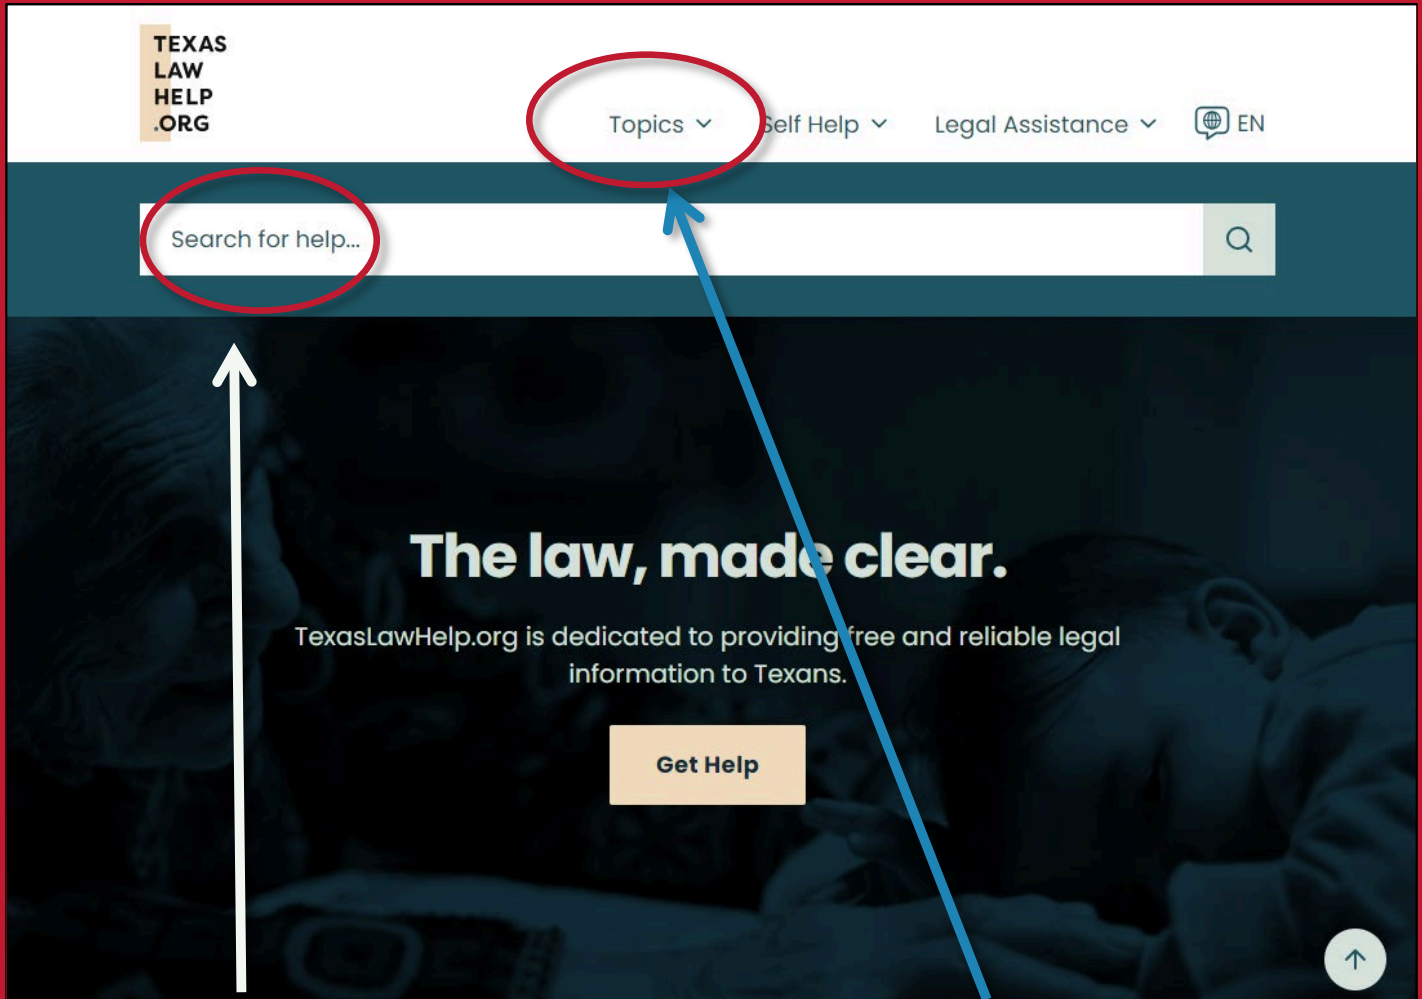 TEXAS
LAW
HELP
.ORG
Topics
Self Help
Legal Assistance
EN
Search for help...
The law, made clear.
TexasLawHelp.org is dedicated to providing free and reliable legal
information to Texans.
Get Help